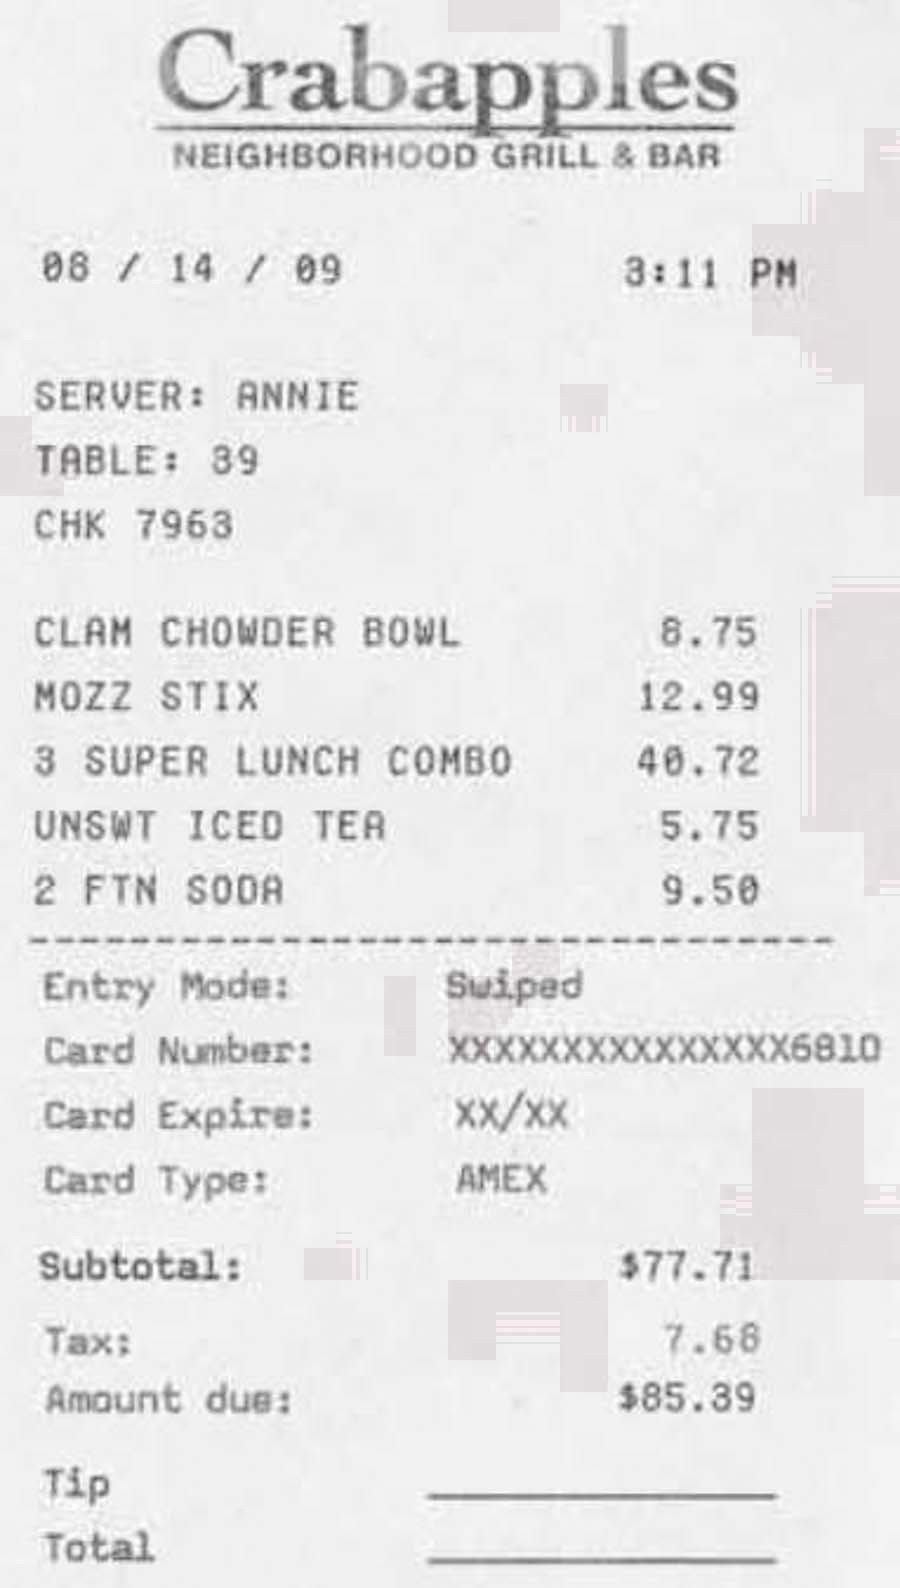 Crabapples
NEIGHBORHOOD GRILL & BAR
08 / 14 / 09 3:11 PM
SERVER: ANNIE
TABLE: 39
CHK 7963
CLAM CHOWDER BOWL 8.75
MOZZ STIX 12.99
3 SUPER LUNCH COMBO 40.72
UNSWT ICED TEA 5.75
2 FTN SODA 9.50
--------------------------------
Entry Mode: Swiped
Card Number: XXXXXXXXXXXXXXX6810
Card Expire: XX/XX
Card Type: AMEX
Subtotal: $77.71
Tax: 7.68
Amount due: $85.39
Tip
Total